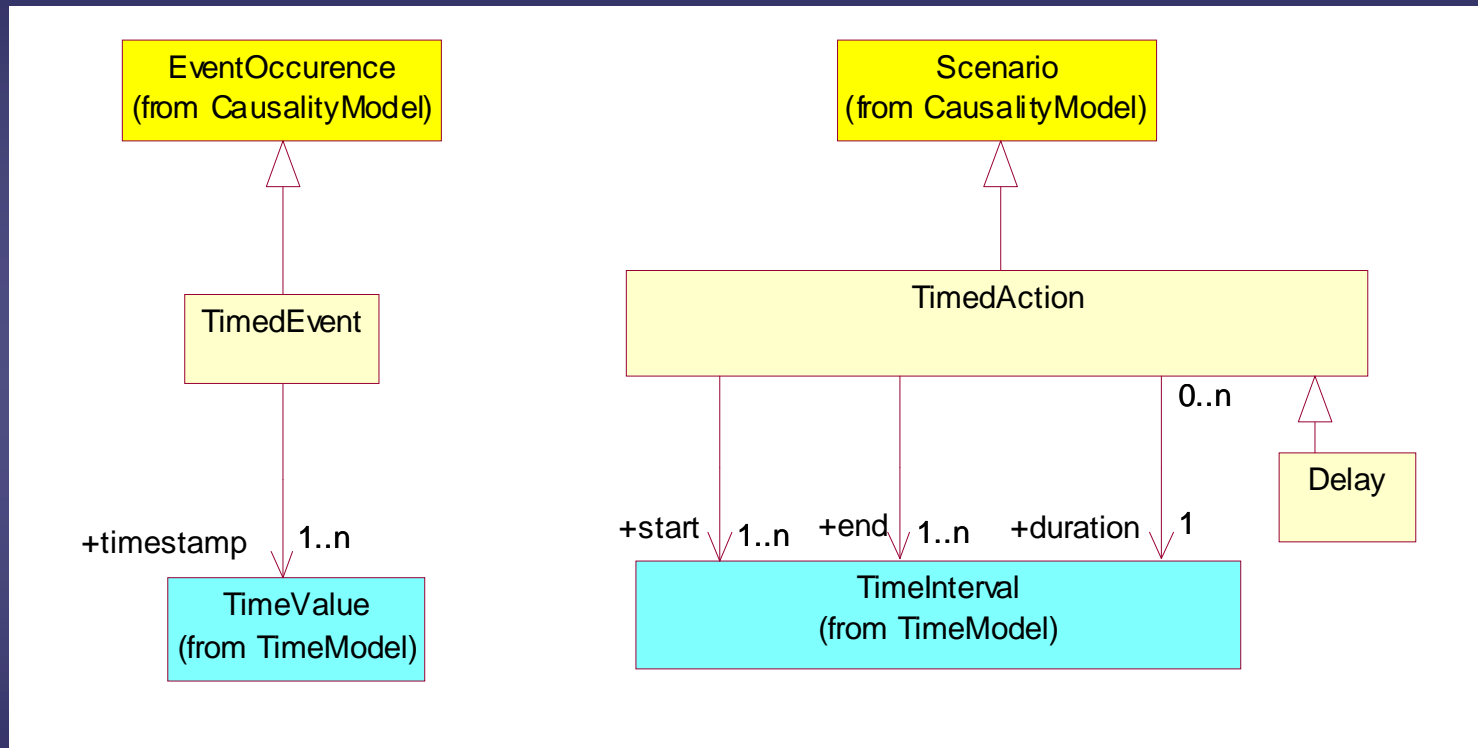 EventOccurence
(from CausalityModel)
TimedEvent
+timestamp
1..n
TimeValue
(from TimeModel)
Scenario
(from CausalityModel)
TimedAction
0..n
Delay
+start
1..n
+end
1..n
+duration
1
TimeInterval
(from TimeModel)